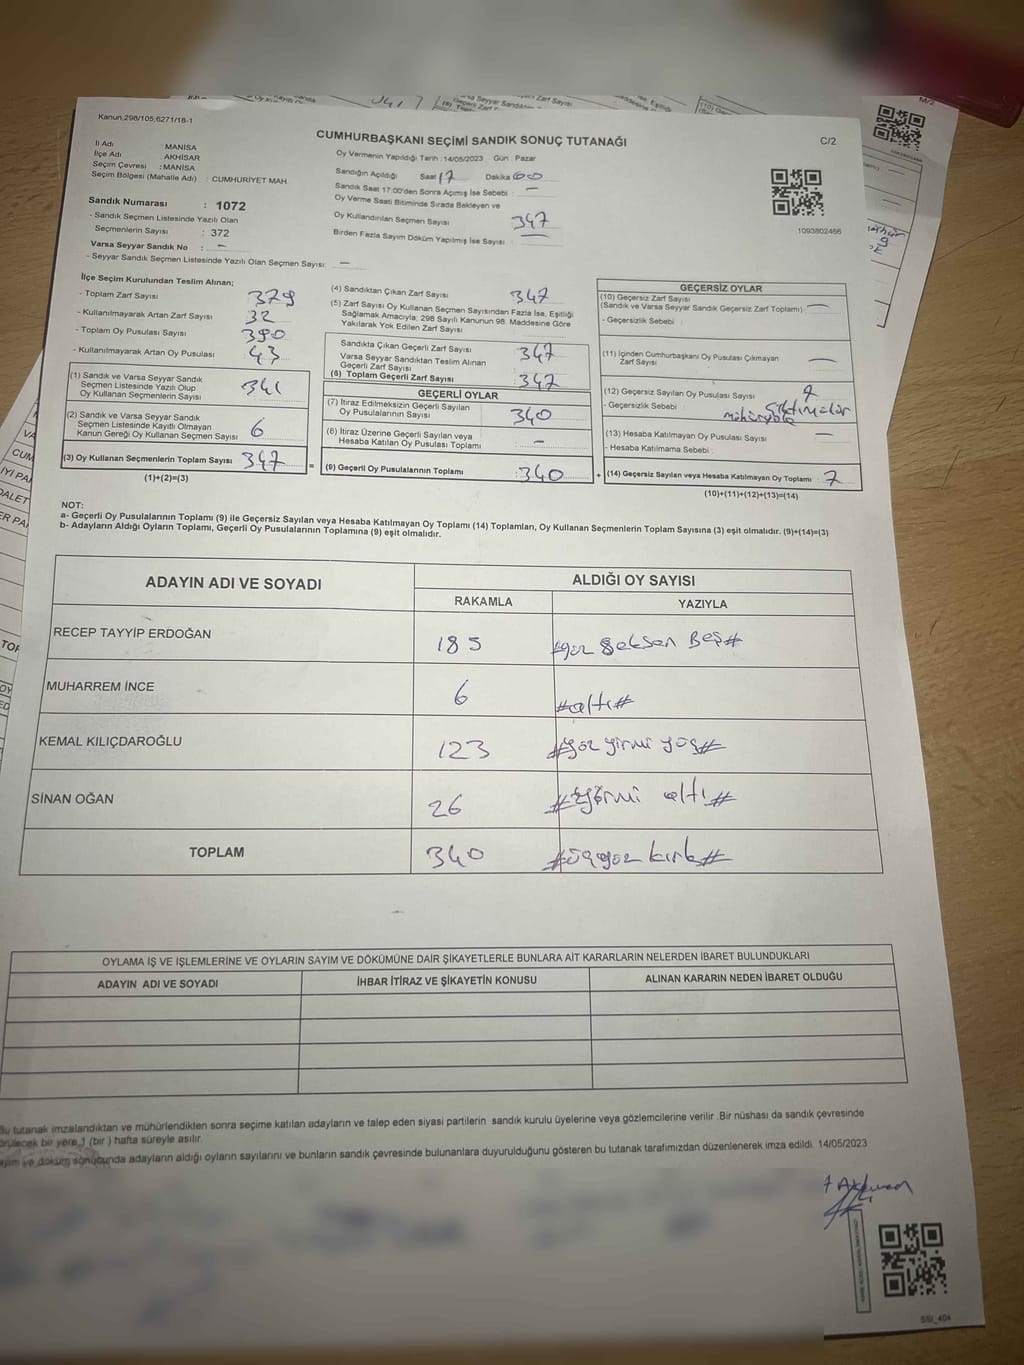 Kanun,298/105,6271/18-1
CUMHURBAŞKANI SEÇİMİ SANDIK SONUÇ TUTANAĞI
C/2
İl Adı MANİSA
İlçe Adı : AKHİSAR
Seçim Çevresi : MANİSA
Seçim Bölgesi (Mahalle Adı) : CUMHURİYET MAH.
Sandık Numarası : 1072
- Sandık Seçmen Listesinde Yazılı Olan
Seçmenlerin Sayısı : 372
Varsa Seyyar Sandık No : -
- Seyyar Sandık Seçmen Listesinde Yazılı Olan Seçmen Sayısı: -
Oy Vermenin Yapıldığı Tarih : 14/05/2023 Gün : Pazar
Sandığın Açıldığı Saat 17 Dakika 00
Sandık Saat 17:00'den Sonra Açımış İse Sebebi : -
Oy Verme Saati Bitiminde Sırada Bekleyen ve
Oy Kullandırılan Seçmen Sayısı 347
Birden Fazla Sayım Döküm Yapılmış İse Sayısı : -
1093802466
İlçe Seçim Kurulundan Teslim Alınan;
- Toplam Zarf Sayısı 379
- Kullanılmayarak Artan Zarf Sayısı 32
- Toplam Oy Pusulası Sayısı 390
- Kullanılmayarak Artan Oy Pusulası 43
(1) Sandık ve Varsa Seyyar Sandık
Seçmen Listesinde Yazılı Olup
Oy Kullanan Seçmenlerin Sayısı 341
(2) Sandık ve Varsa Seyyar Sandık
Seçmen Listesinde Kayıtlı Olmayan
Kanun Gereği Oy Kullanan Seçmen Sayısı 6
(3) Oy Kullanan Seçmenlerin Toplam Sayısı 347
(1)+(2)=(3)
(4) Sandıktan Çıkan Zarf Sayısı 347
(5) Zarf Sayısı Oy Kullanan Seçmen Sayısından Fazla İse, Eşitliği
Sağlamak Amacıyla; 298 Sayılı Kanunun 98. Maddesine Göre
Yakılarak Yok Edilen Zarf Sayısı
Sandıkta Çıkan Geçerli Zarf Sayısı : 347
Varsa Seyyar Sandıktan Teslim Alınan
Geçerli Zarf Sayısı
(6) Toplam Geçerli Zarf Sayısı : 347
GEÇERLİ OYLAR
(7) İtiraz Edilmeksizin Geçerli Sayılan
Oy Pusulalarının Sayısı : 340
(8) İtiraz Üzerine Geçerli Sayılan veya
Hesaba Katılan Oy Pusulası Toplamı : -
= (9) Geçerli Oy Pusulalarının Toplamı : 340
GEÇERSİZ OYLAR
(10) Geçersiz Zarf Sayısı
(Sandık ve Varsa Seyyar Sandık Geçersiz Zarf Toplamı) : -
- Geçersizlik Sebebi :
(11) İçinden Cumhurbaşkanı Oy Pusulası Çıkmayan
Zarf Sayısı : -
(12) Geçersiz Sayılan Oy Pusulası Sayısı : 7
- Geçersizlik Sebebi :
(13) Hesaba Katılmayan Oy Pusulası Sayısı : -
- Hesaba Katılmama Sebebi :
+ (14) Geçersiz Sayılan veya Hesaba Katılmayan Oy Toplamı : 7
(10)+(11)+(12)+(13)=(14)
NOT:
a- Geçerli Oy Pusulalarının Toplamı (9) ile Geçersiz Sayılan veya Hesaba Katılmayan Oy Toplamı (14) Toplamları, Oy Kullanan Seçmenlerin Toplam Sayısına (3) eşit olmalıdır. (9)+(14)=(3)
b- Adayların Aldığı Oyların Toplamı, Geçerli Oy Pusulalarının Toplamına (9) eşit olmalıdır.
ADAYIN ADI VE SOYADI ALDIĞI OY SAYISI
RAKAMLA YAZIYLA
RECEP TAYYİP ERDOĞAN 185 #yüz Seksen Beş#
MUHARREM İNCE 6 #altı#
KEMAL KILIÇDAROĞLU 123 #yüz yirmi üç#
SİNAN OĞAN 26 #yirmi altı#
TOPLAM 340 #üçyüz kırk#
OYLAMA İŞ VE İŞLEMLERİNE VE OYLARIN SAYIM VE DÖKÜMÜNE DAİR ŞİKAYETLERLE BUNLARA AİT KARARLARIN NELERDEN İBARET BULUNDUKLARI
ADAYIN ADI VE SOYADI İHBAR İTİRAZ VE ŞİKAYETİN KONUSU ALINAN KARARIN NEDEN İBARET OLDUĞU
Bu tutanak imzalandıktan ve mühürlendikten sonra seçime katılan adayların ve talep eden siyasi partilerin sandık kurulu üyelerine veya gözlemcilerine verilir. Bir nüshası da sandık çevresinde
görülecek bir yere 1 (bir ) hafta süreyle asılır.
ayım ve döküm sonucunda adayların aldığı oyların sayılarını ve bunların sandık çevresinde bulunanlara duyurulduğunu gösteren bu tutanak tarafımızdan düzenlenerek imza edildi. 14/05/2023
SSI_404